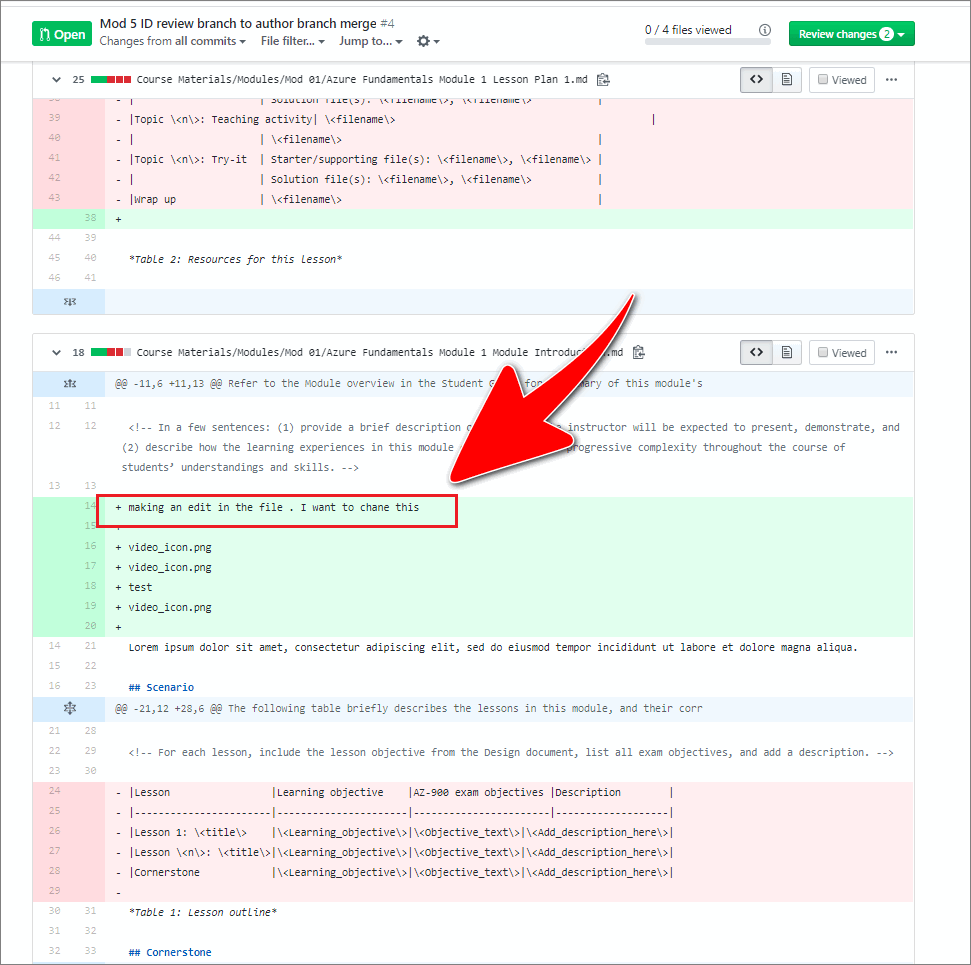 Open
Mod 5 ID review branch to author branch merge #4
Changes from all commits File filter... Jump to...
0 / 4 files viewed
Review changes 2
25 Course Materials/Modules/Mod 01/Azure Fundamentals Module 1 Lesson Plan 1.md Viewed
- | | Solution file(s): \<filename\>, \<filename\> |
39 - |Topic \<n\>: Teaching activity| \<filename\> |
40 - | | \<filename\> |
41 - |Topic \<n\>: Try-it | Starter/supporting file(s): \<filename\>, \<filename\> |
42 - | | Solution file(s): \<filename\>, \<filename\> |
43 - |Wrap up | \<filename\> |
38 +
44 39
45 40 *Table 2: Resources for this Lesson*
46 41
18 Course Materials/Modules/Mod 01/Azure Fundamentals Module 1 Module .md Viewed
@@ -11,6 +11,13 @@ Refer to the Module overview in the Student of this module's
11 11
12 12 <!-- In a few sentences: (1) provide a brief description instructor will be expected to present, demonstrate, and
(2) describe how the learning experiences in this module progressive complexity throughout the course of
students’ understandings and skills. -->
13 13
14 + making an edit in the file . I want to chane this
15 +
16 + video_icon.png
17 + video_icon.png
18 + test
19 + video_icon.png
20 +
14 21 Lorem ipsum dolor sit amet, consectetur adipiscing elit, sed do eiusmod tempor incididunt ut labore et dolore magna aliqua.
15 22
16 23 ## Scenario
@@ -21,12 +28,6 @@ The following table briefly describes the lessons in this module, and their corr
21 28
22 29 <!-- For each lesson, include the lesson objective from the Design document, list all exam objectives, and add a description. -->
23 30
24 - |Lesson |Learning objective |AZ-900 exam objectives |Description |
25 - |----------------------|--------------------|----------------------|------------------|
26 - |Lesson 1: \<title\> |\<Learning_objective\>|\<Objective_text\>|\<Add_description_here\>|
27 - |Lesson \<n\>: \<title\>|\<Learning_objective\>|\<Objective_text\>|\<Add_description_here\>|
28 - |Cornerstone |\<Learning_objective\>|\<Objective_text\>|\<Add_description_here\>|
29 -
30 31 *Table 1: Lesson outline*
31 32
32 33 ## Cornerstone